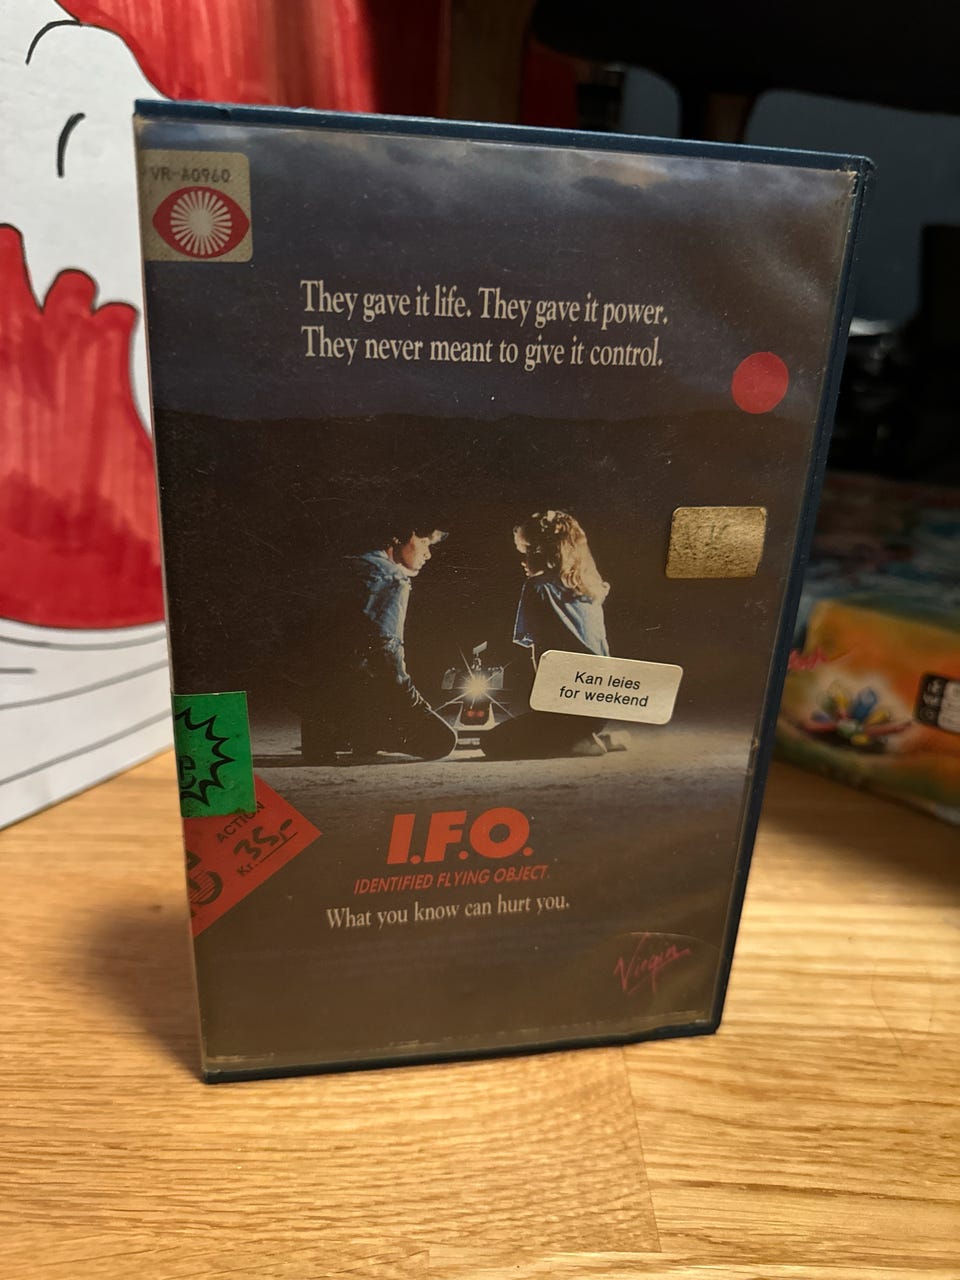 VR-A0960
They gave it life. They gave it power.
They never meant to give it control.
Kan leies
for weekend
ACTION
Kr. 35,-
I.F.O.
IDENTIFIED FLYING OBJECT.
What you know can hurt you.
Virgin